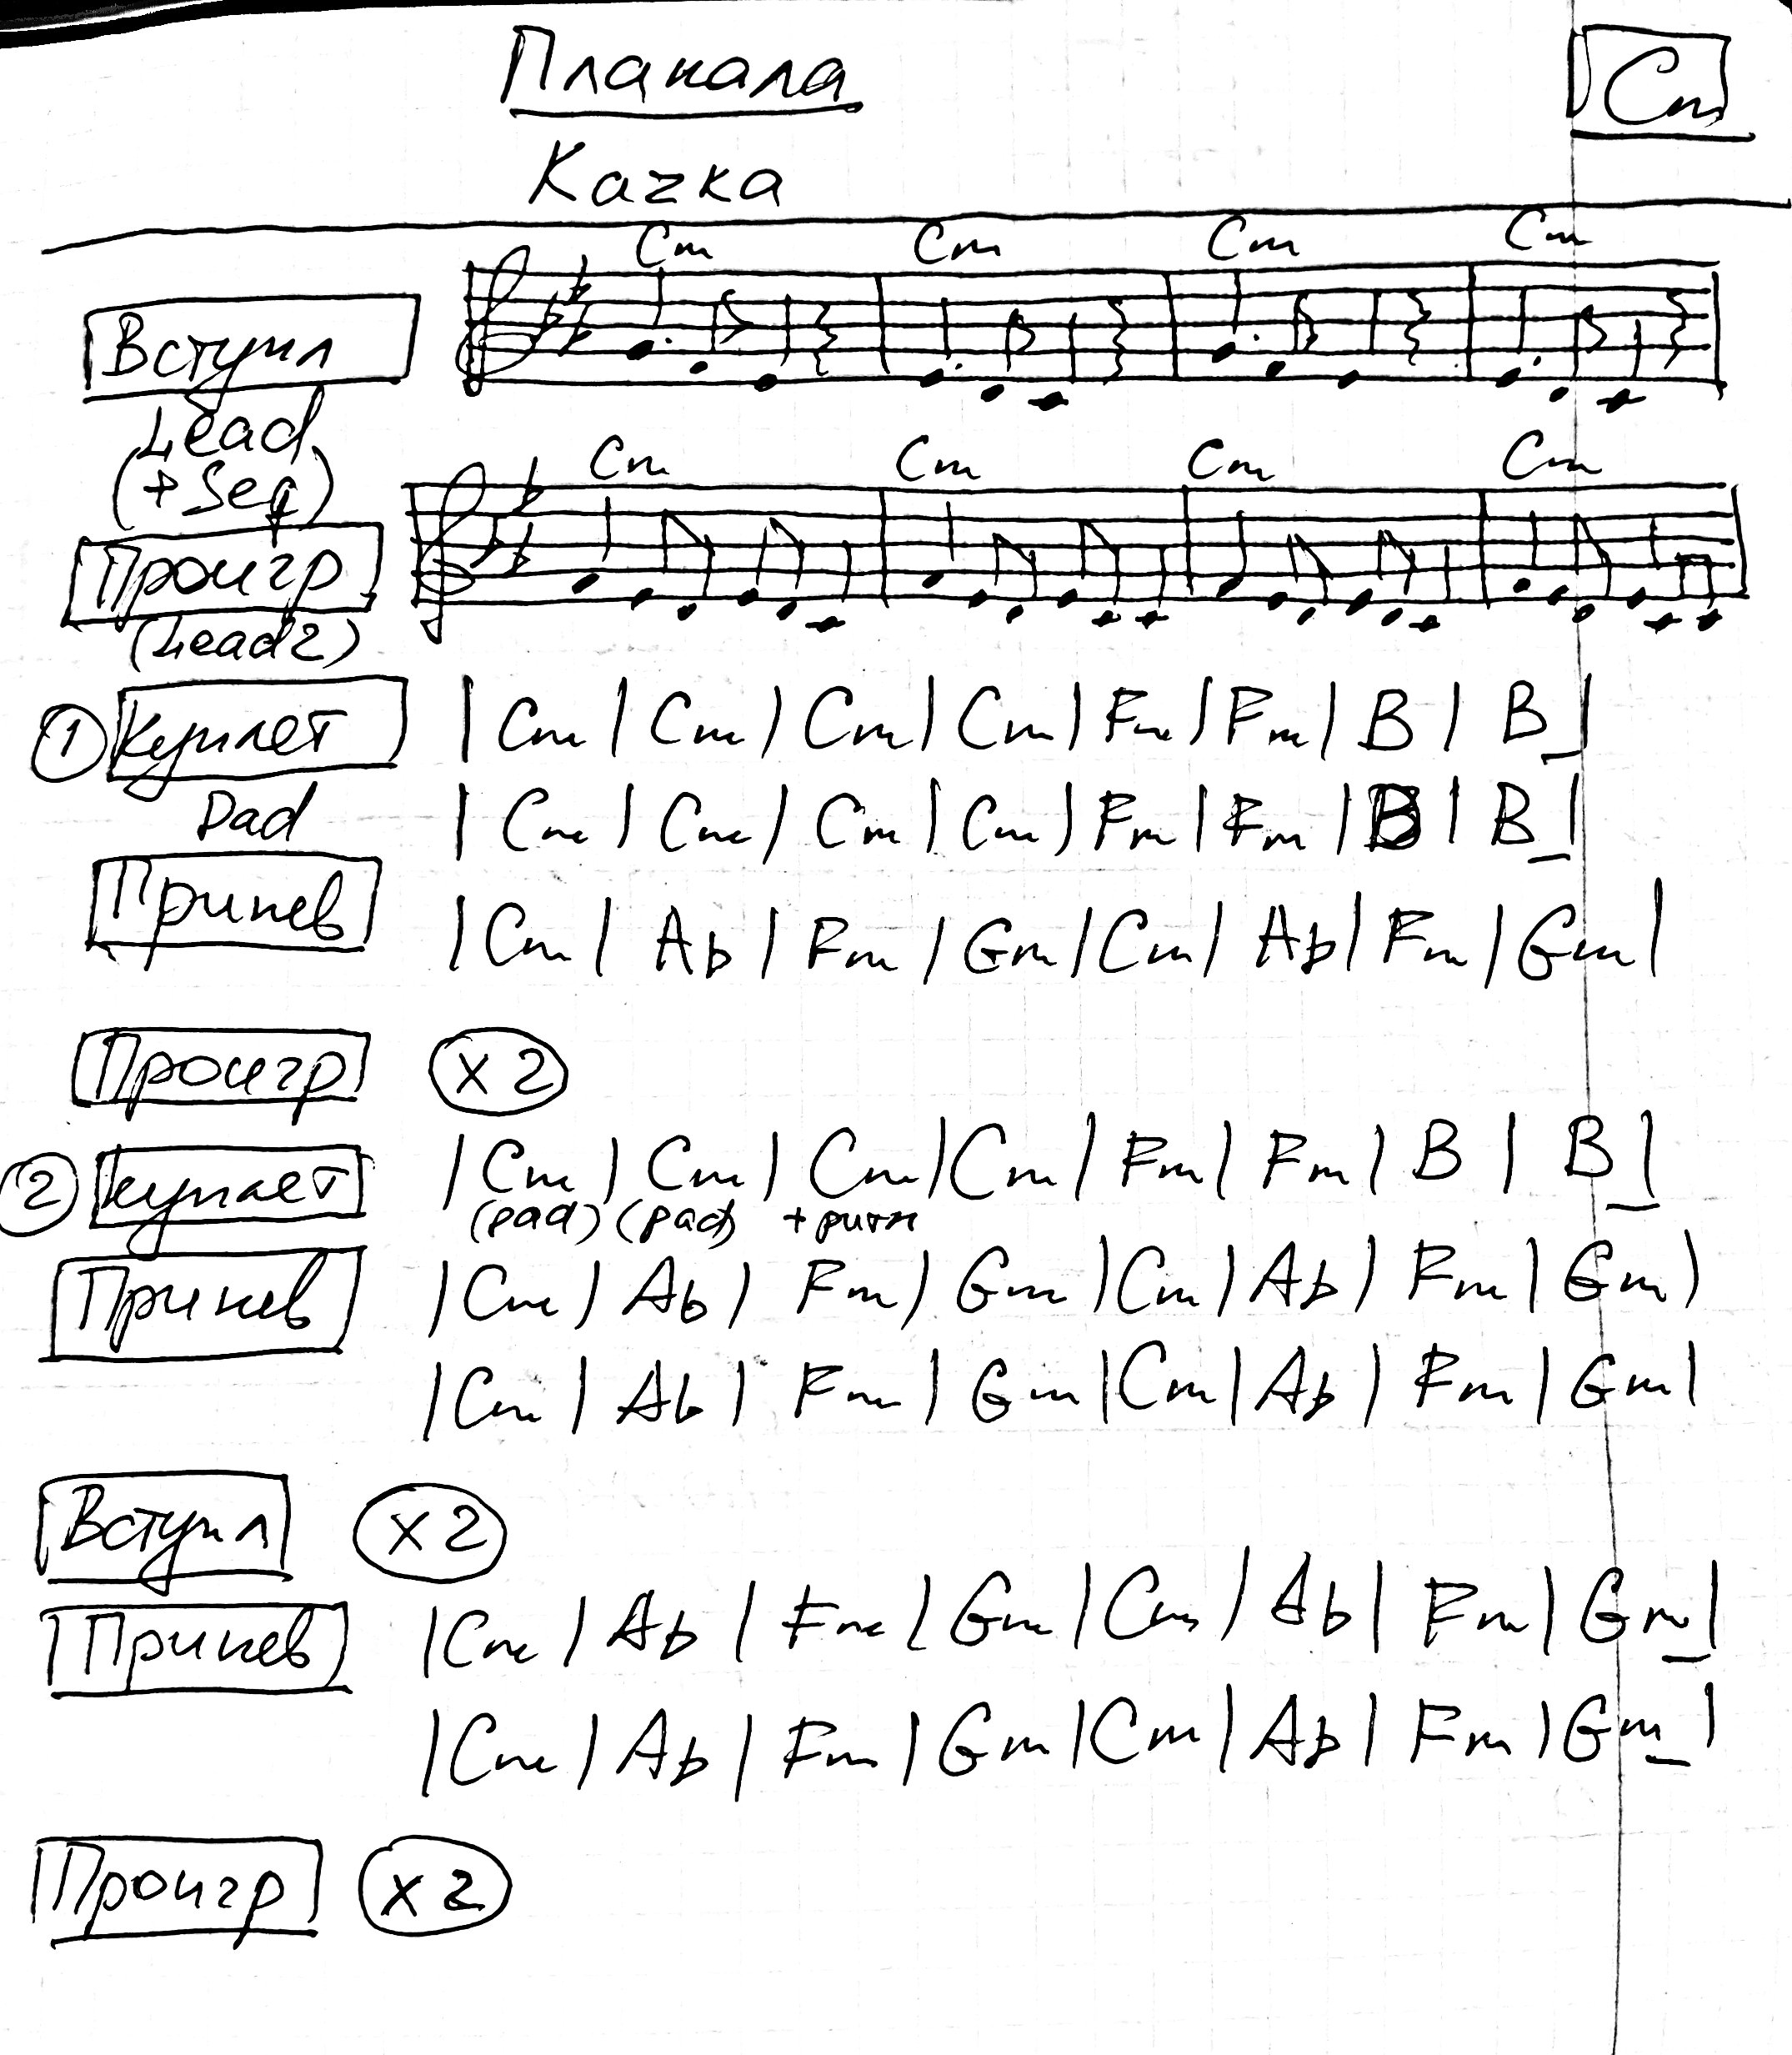 Плакала
Cm
Качка
Cm Cm Cm Cm
Вступл
Lead
(+Seq)
Cm Cm Cm Cm
Проигр
(Lead2)
① Куплет | Cm | Cm | Cm | Cm | Fm | Fm | B | B |
Pad | Cm | Cm | Cm | Cm | Fm | Fm | B | B |
Припев | Cm | Ab | Fm | Gm | Cm | Ab | Fm | Gm |
Проигр x2
② Куплет | Cm | Cm | Cm | Cm | Fm | Fm | B | B |
(pad) (pad) + ритм
Припев | Cm | Ab | Fm | Gm | Cm | Ab | Fm | Gm |
| Cm | Ab | Fm | Gm | Cm | Ab | Fm | Gm |
Вступл x2
Припев | Cm | Ab | Fm | Gm | Cm | Ab | Fm | Gm |
| Cm | Ab | Fm | Gm | Cm | Ab | Fm | Gm |
Проигр x2